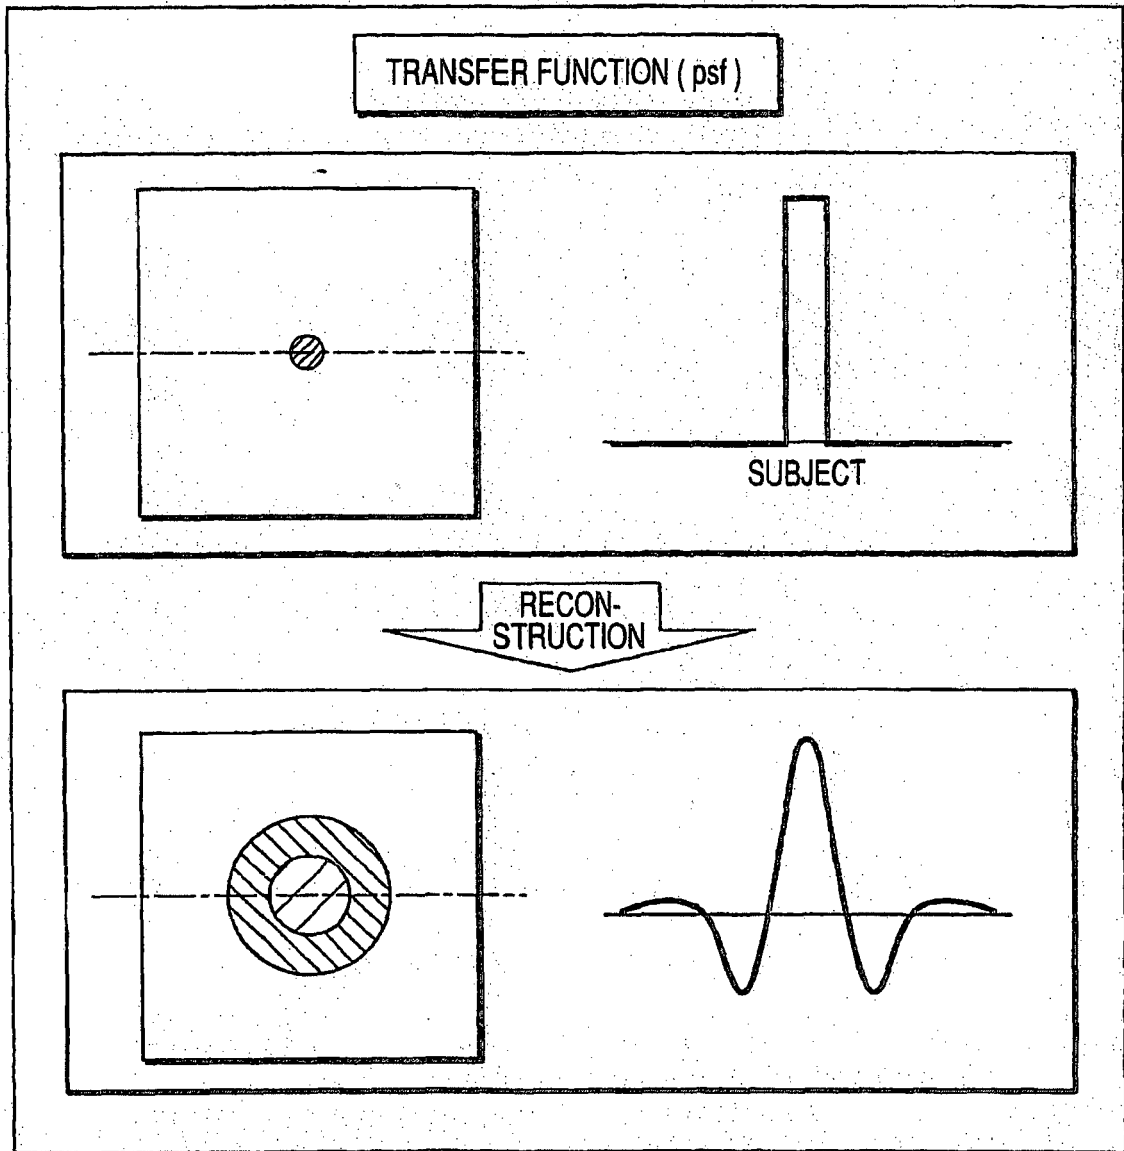 TRANSFER FUNCTION ( psf )
SUBJECT
RECON-
STRUCTION